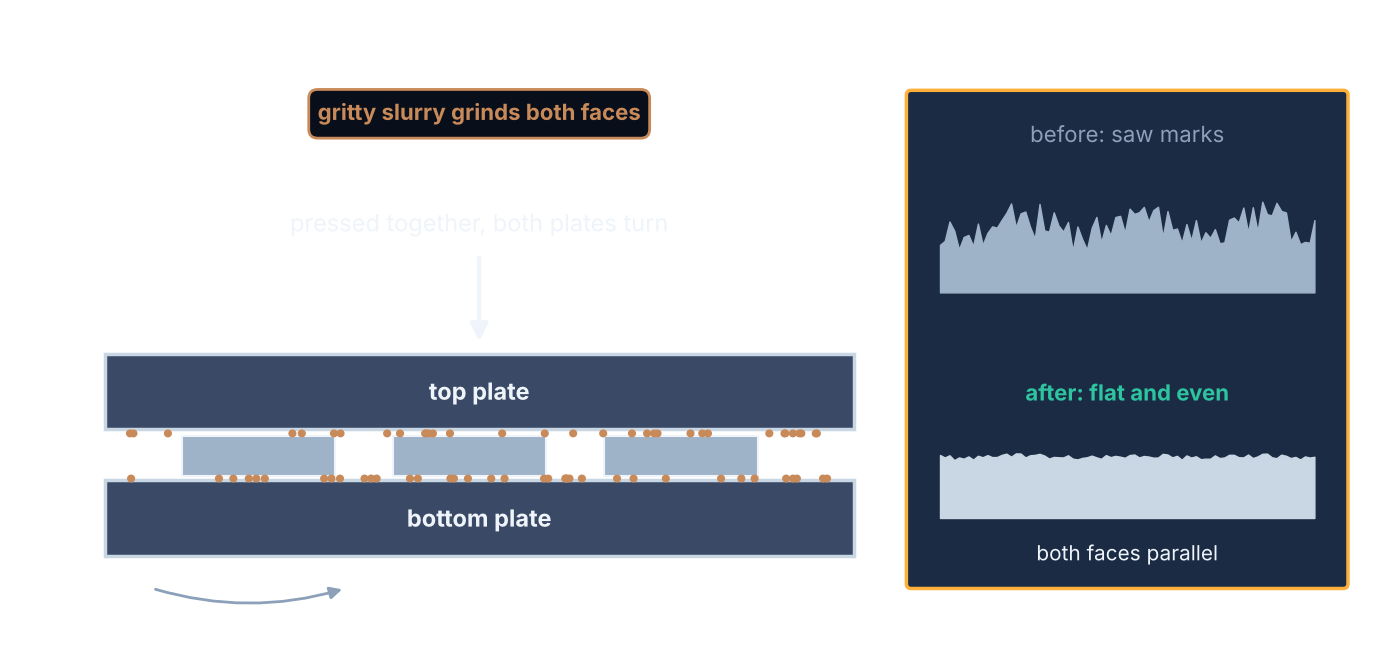 gritty slurry grinds both faces
pressed together, both plates turn
top plate
bottom plate
before: saw marks
after: flat and even
both faces parallel